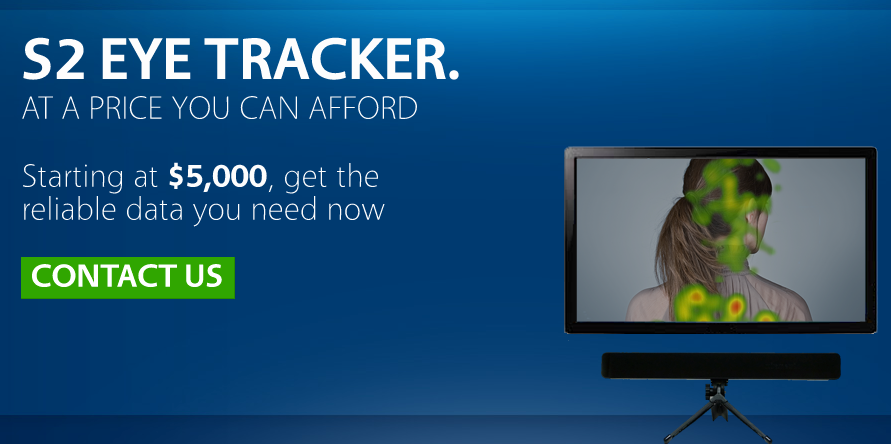 S2 EYE TRACKER.
AT A PRICE YOU CAN AFFORD
Starting at $5,000, get the
reliable data you need now
CONTACT US